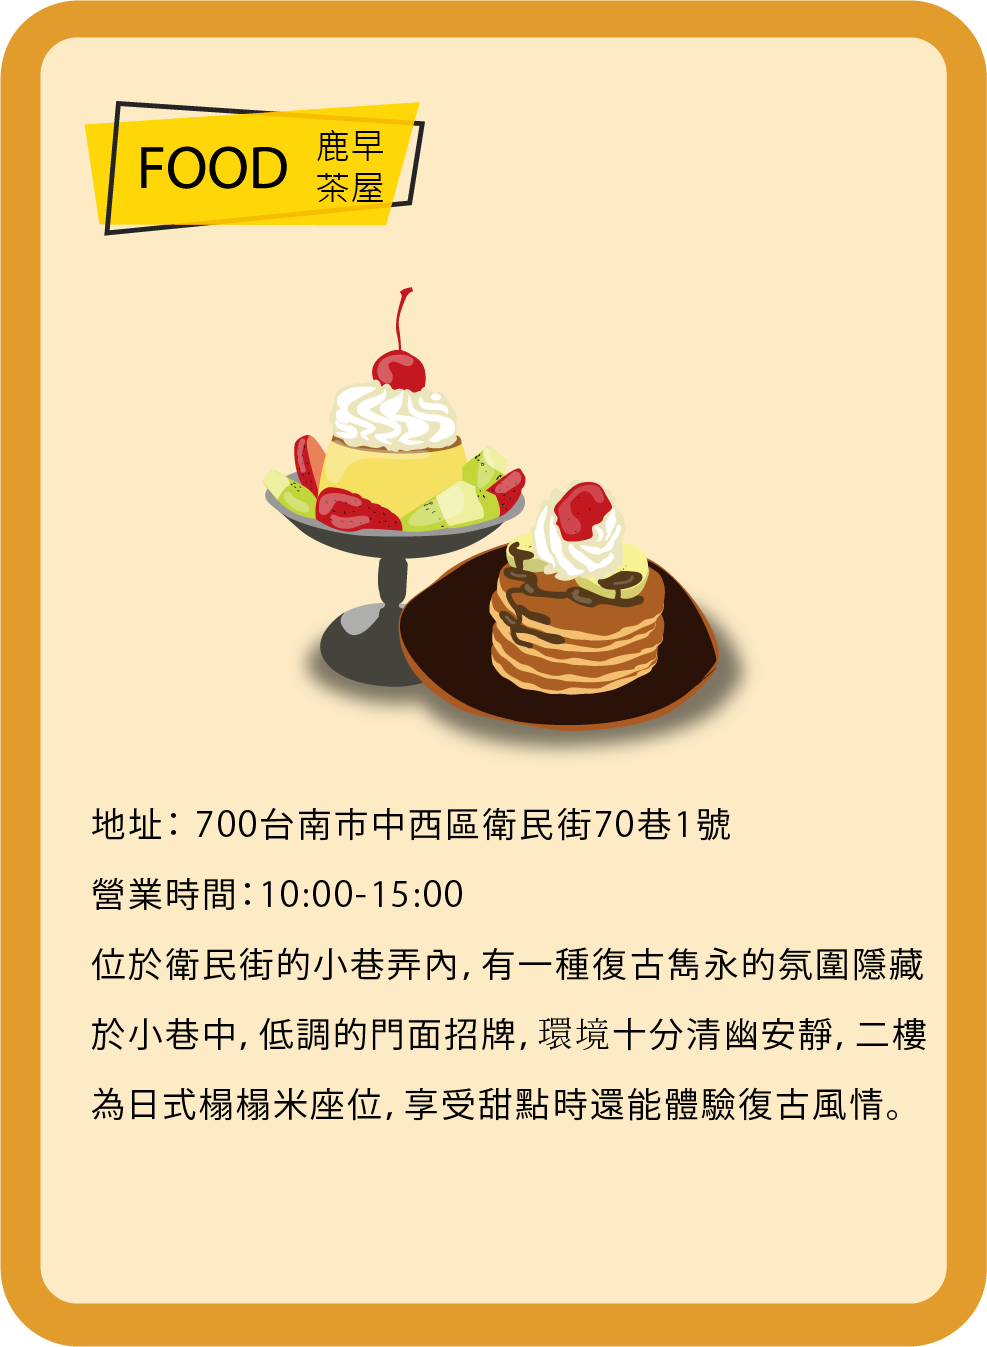 FOOD
鹿早
茶屋
地址：700台南市中西區衛民街70巷1號
營業時間：10:00-15:00
位於衛民街的小巷弄內，有一種復古雋永的氛圍隱藏
於小巷中，低調的門面招牌，環境十分清幽安靜，二樓
為日式榻榻米座位，享受甜點時還能體驗復古風情。